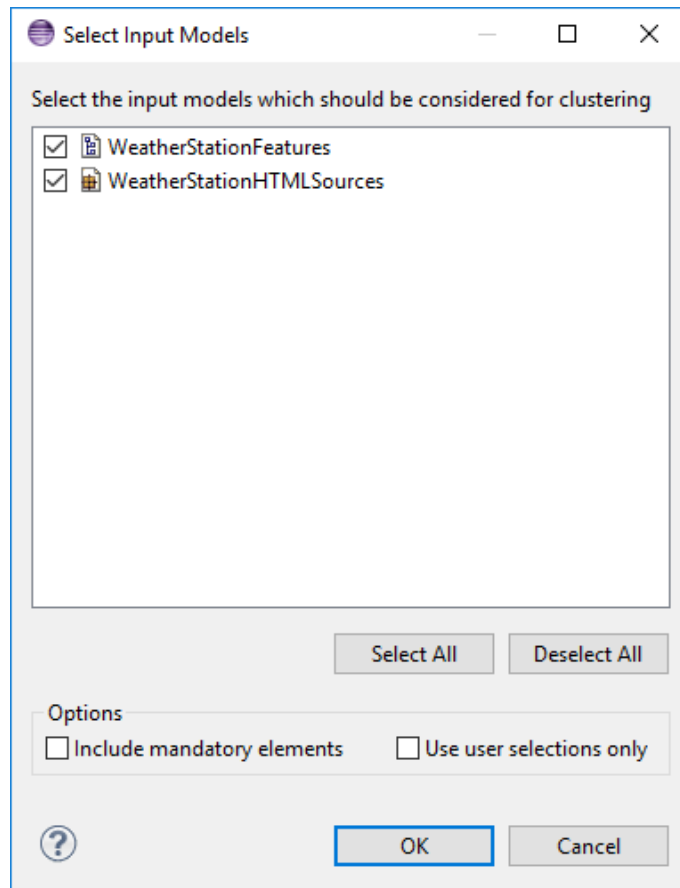 Select Input Models
Select the input models which should be considered for clustering
WeatherStationFeatures
WeatherStationHTMLSources
Select All Deselect All
Options
Include mandatory elements Use user selections only
? OK Cancel